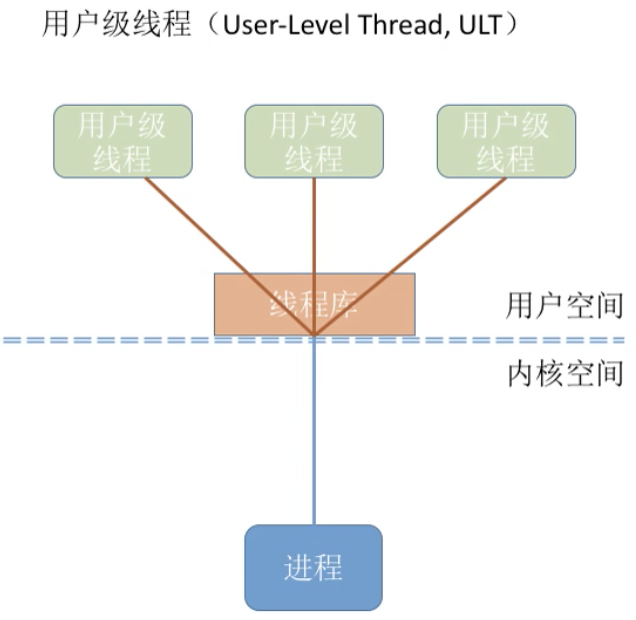 用户级线程（User-Level Thread, ULT）
用户级
线程
用户级
线程
用户级
线程
线程库
用户空间
内核空间
进程